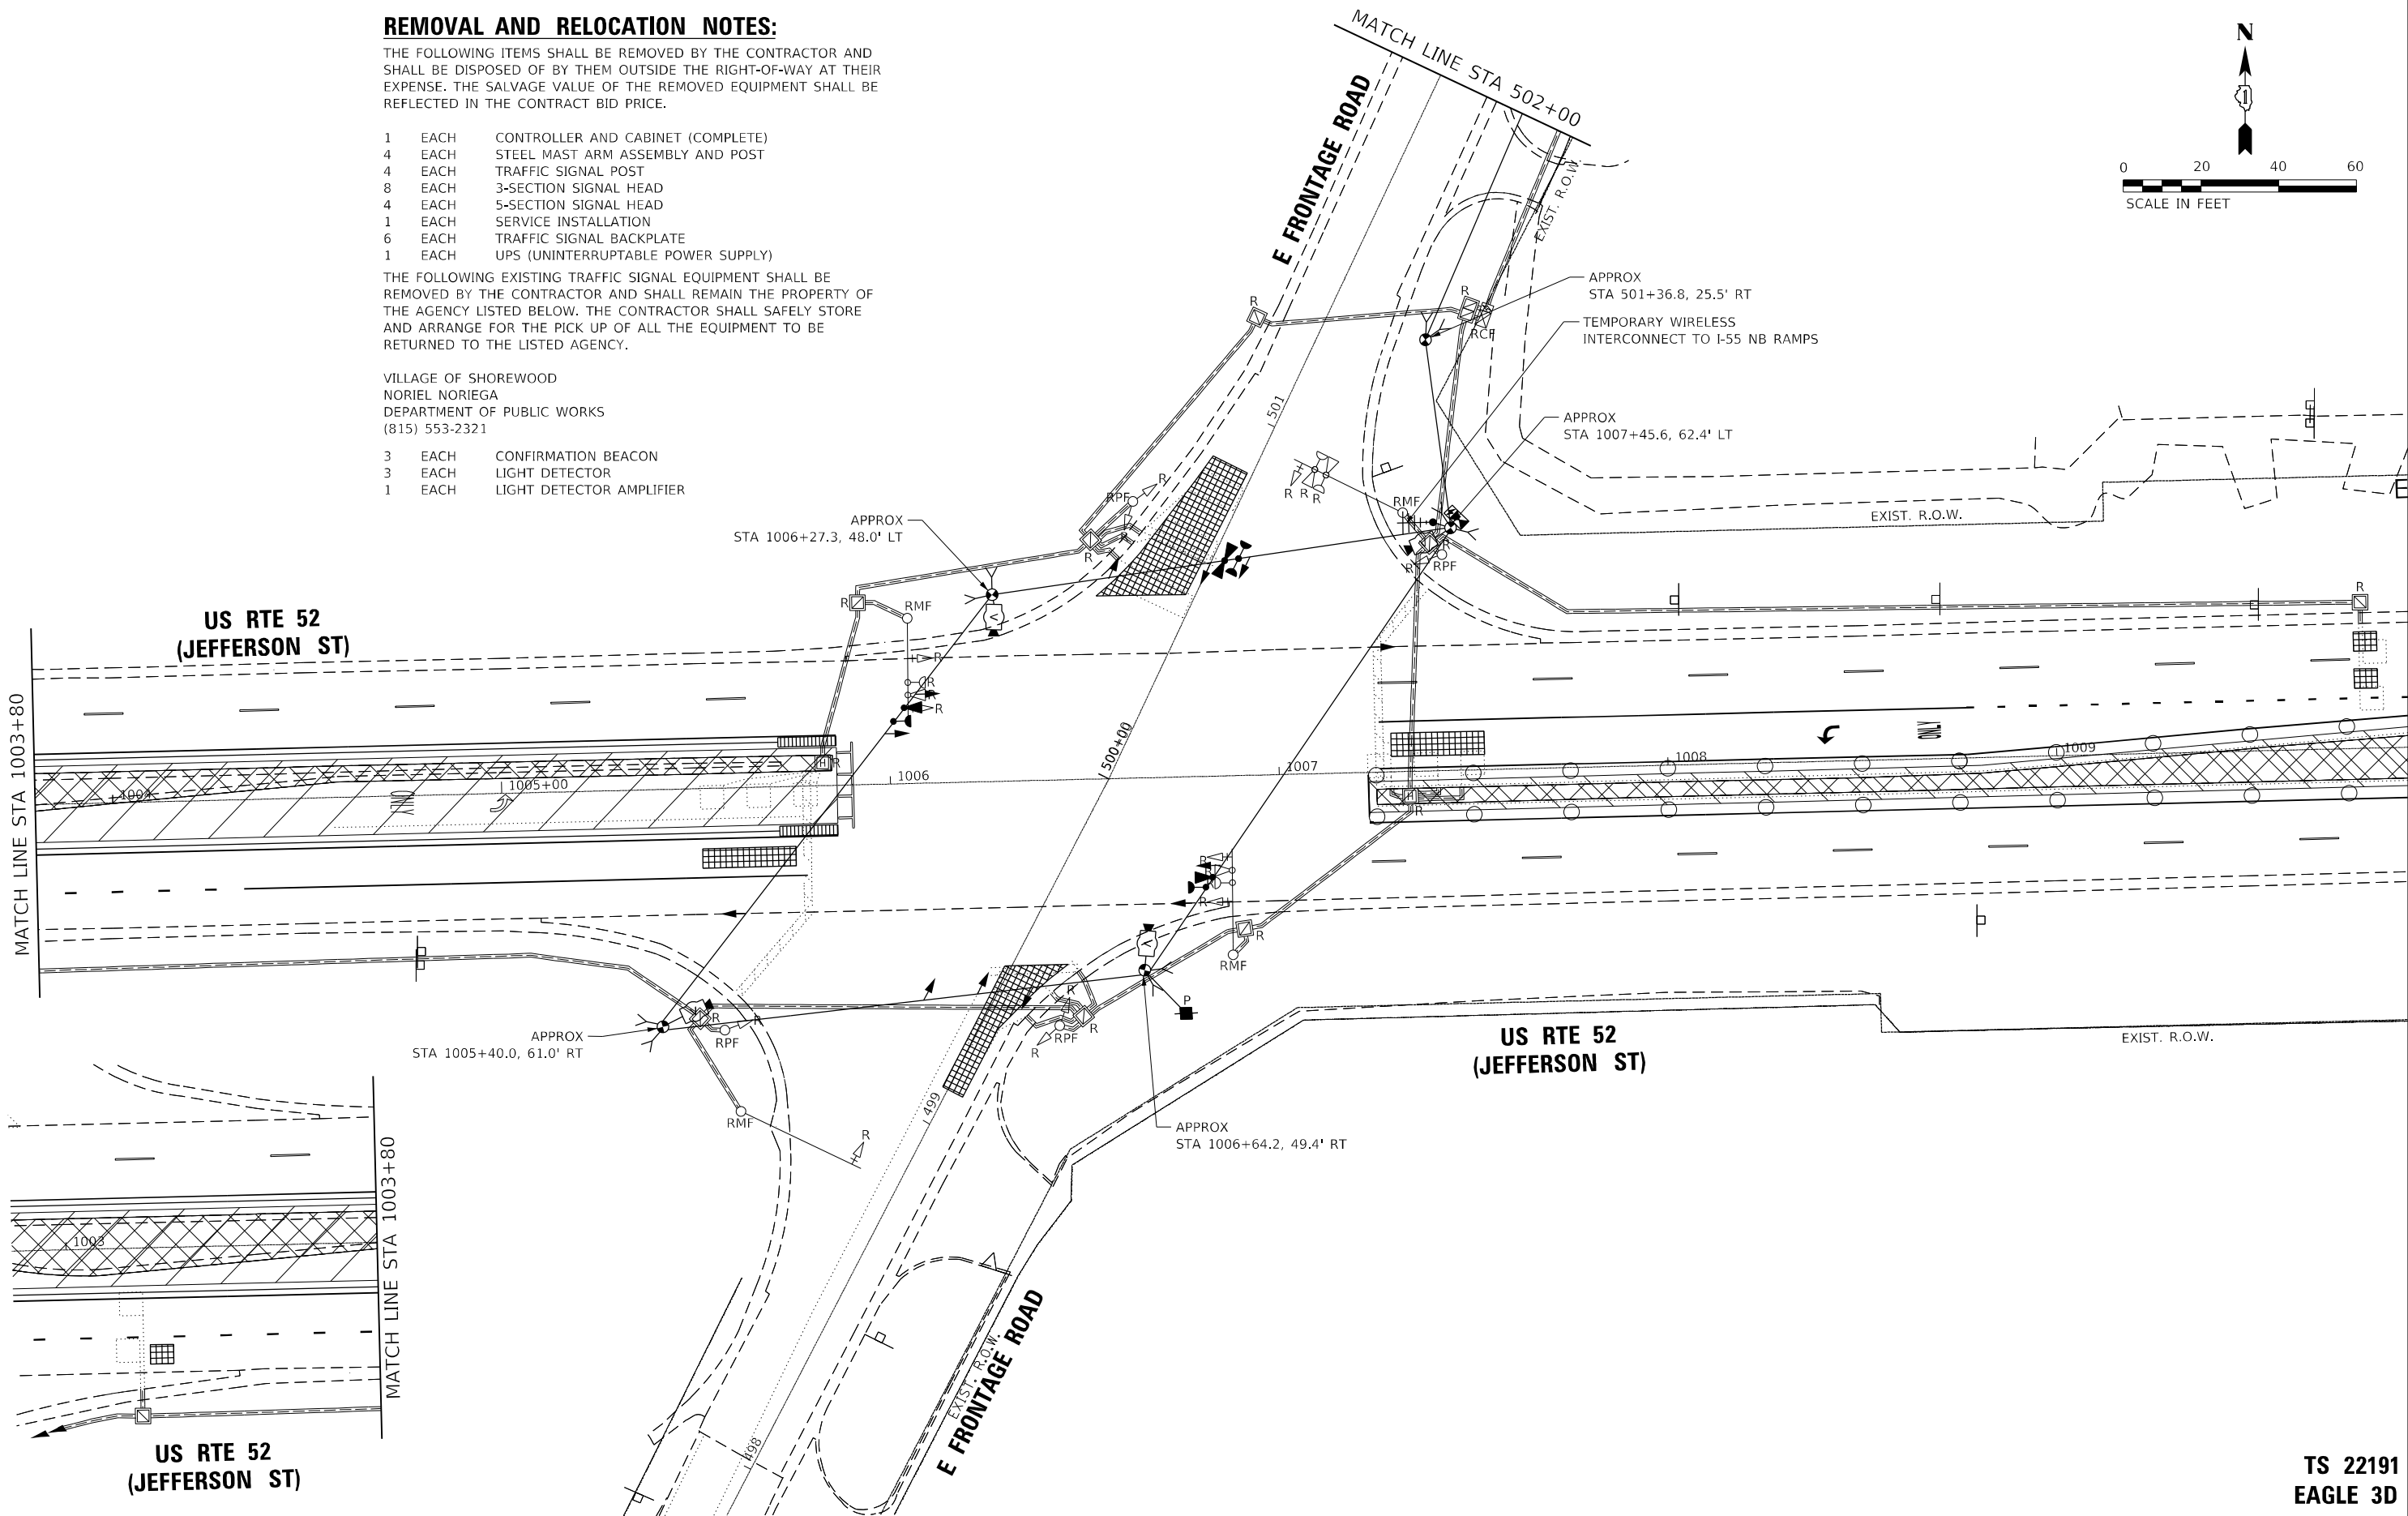 REMOVAL AND RELOCATION NOTES:
THE FOLLOWING ITEMS SHALL BE REMOVED BY THE CONTRACTOR AND
SHALL BE DISPOSED OF BY THEM OUTSIDE THE RIGHT-OF-WAY AT THEIR
EXPENSE. THE SALVAGE VALUE OF THE REMOVED EQUIPMENT SHALL BE
REFLECTED IN THE CONTRACT BID PRICE.
1 EACH CONTROLLER AND CABINET (COMPLETE)
4 EACH STEEL MAST ARM ASSEMBLY AND POST
4 EACH TRAFFIC SIGNAL POST
8 EACH 3-SECTION SIGNAL HEAD
4 EACH 5-SECTION SIGNAL HEAD
1 EACH SERVICE INSTALLATION
6 EACH TRAFFIC SIGNAL BACKPLATE
1 EACH UPS (UNINTERRUPTABLE POWER SUPPLY)
THE FOLLOWING EXISTING TRAFFIC SIGNAL EQUIPMENT SHALL BE
REMOVED BY THE CONTRACTOR AND SHALL REMAIN THE PROPERTY OF
THE AGENCY LISTED BELOW. THE CONTRACTOR SHALL SAFELY STORE
AND ARRANGE FOR THE PICK UP OF ALL THE EQUIPMENT TO BE
RETURNED TO THE LISTED AGENCY.
VILLAGE OF SHOREWOOD
NORIEL NORIEGA
DEPARTMENT OF PUBLIC WORKS
(815) 553-2321
3 EACH CONFIRMATION BEACON
3 EACH LIGHT DETECTOR
1 EACH LIGHT DETECTOR AMPLIFIER
MATCH LINE STA 502+00
E FRONTAGE ROAD
EXIST. R.O.W.
N
1
0 20 40 60
SCALE IN FEET
APPROX
STA 501+36.8, 25.5' RT
TEMPORARY WIRELESS
INTERCONNECT TO I-55 NB RAMPS
APPROX
STA 1007+45.6, 62.4' LT
EXIST. R.O.W.
R
R
RCF
501
R
RPF
R
R
R R R
RMF
R
RPF
APPROX
STA 1006+27.3, 48.0' LT
US RTE 52
(JEFFERSON ST)
R
RMF
R
R
R
R
R
R
MATCH LINE STA 1003+80
1004
1005+00
1006
500+00
1007
1008
1009
ONLY
ONLY
H
H
R
R
R
R
RMF
R
P
R
R
RPF
R
R
R
RPF
RMF
R
APPROX
STA 1005+40.0, 61.0' RT
499
APPROX
STA 1006+64.2, 49.4' RT
US RTE 52
(JEFFERSON ST)
EXIST. R.O.W.
1003
MATCH LINE STA 1003+80
US RTE 52
(JEFFERSON ST)
498
EXIST. R.O.W.
E FRONTAGE ROAD
TS 22191
EAGLE 3D